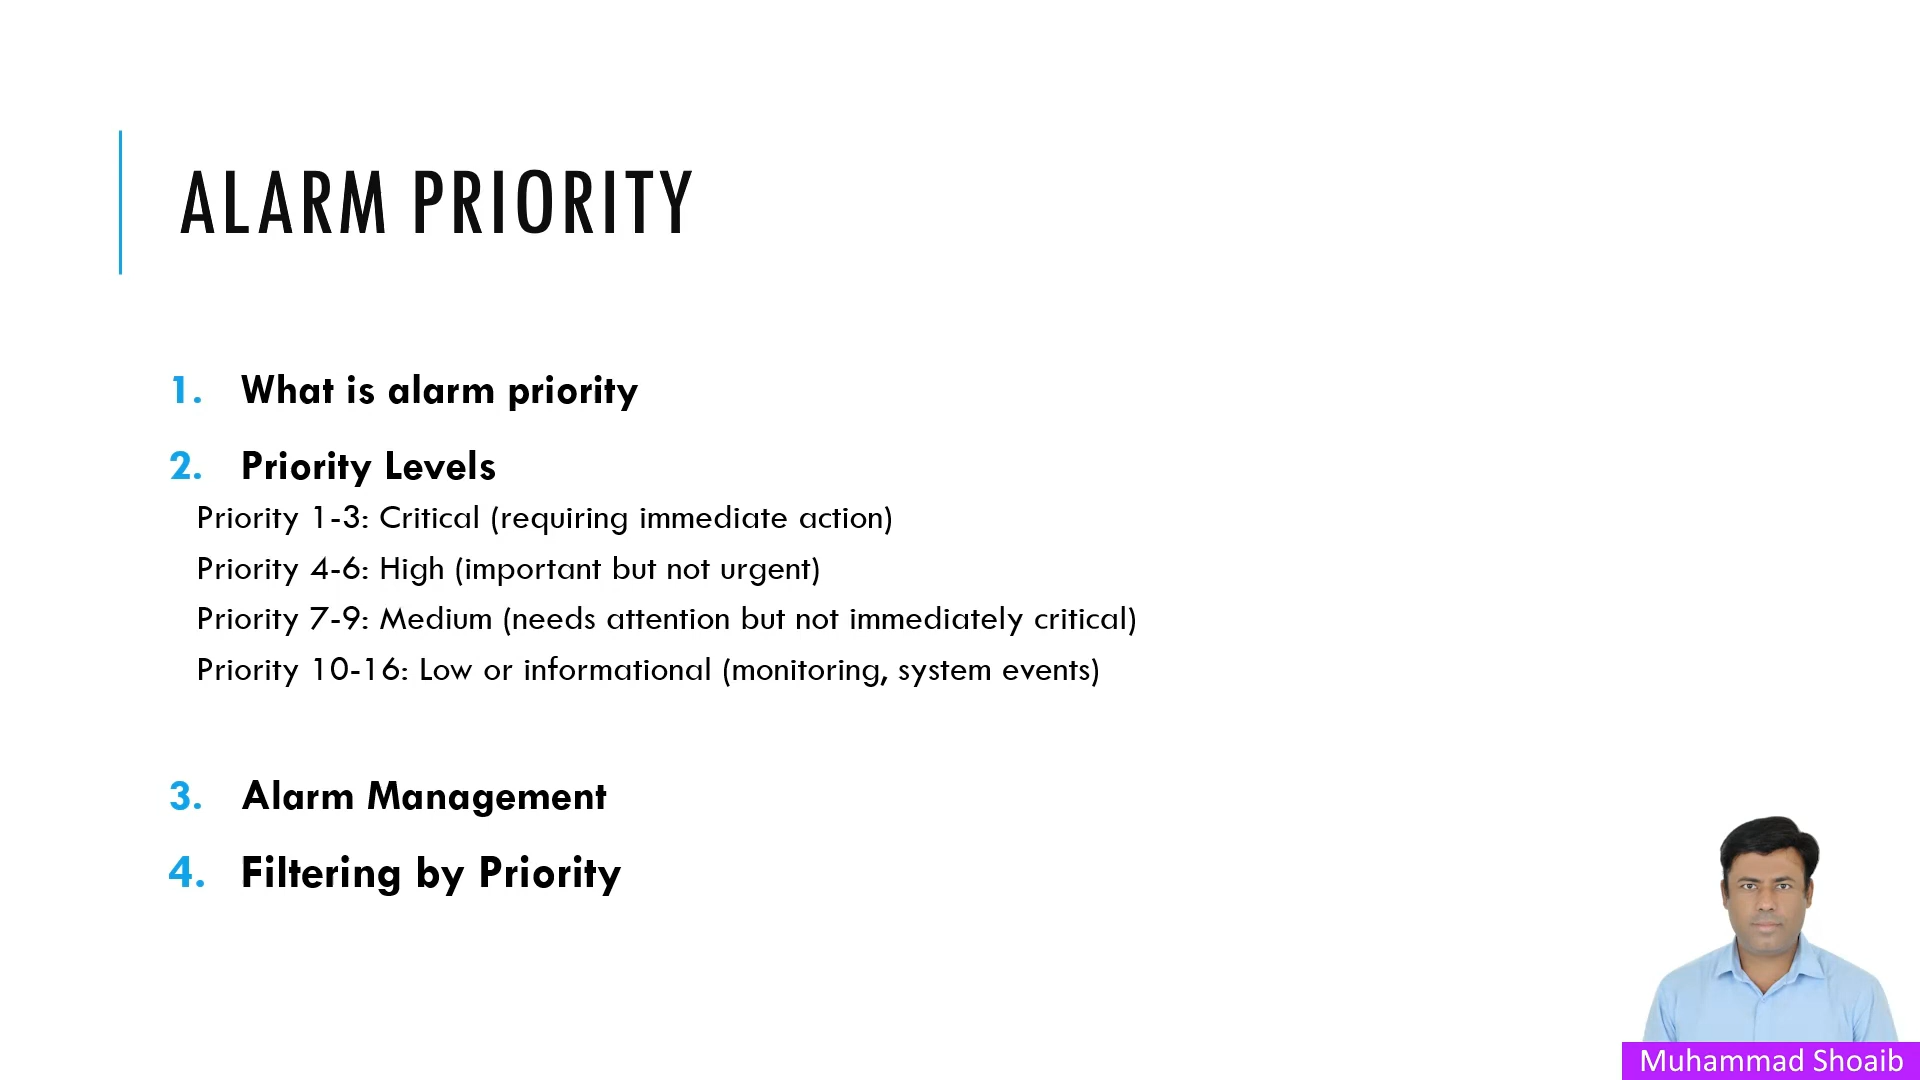 ALARM PRIORITY
1. What is alarm priority
2. Priority Levels
Priority 1-3: Critical (requiring immediate action)
Priority 4-6: High (important but not urgent)
Priority 7-9: Medium (needs attention but not immediately critical)
Priority 10-16: Low or informational (monitoring, system events)
3. Alarm Management
4. Filtering by Priority
Muhammad Shoaib